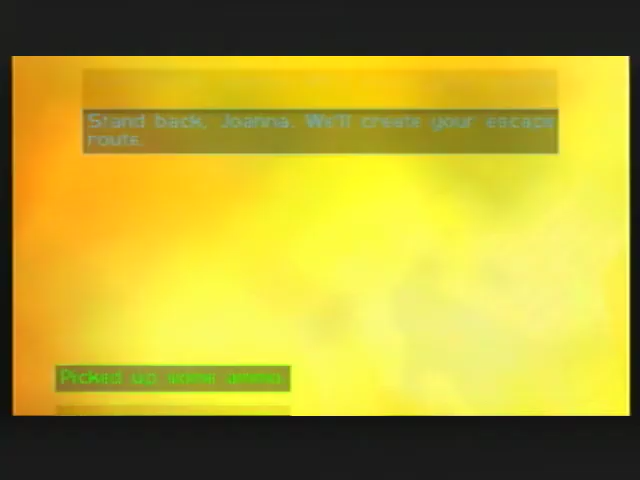 Stand back, Joanna. We'll create your escape
route.
Picked up some ammo.